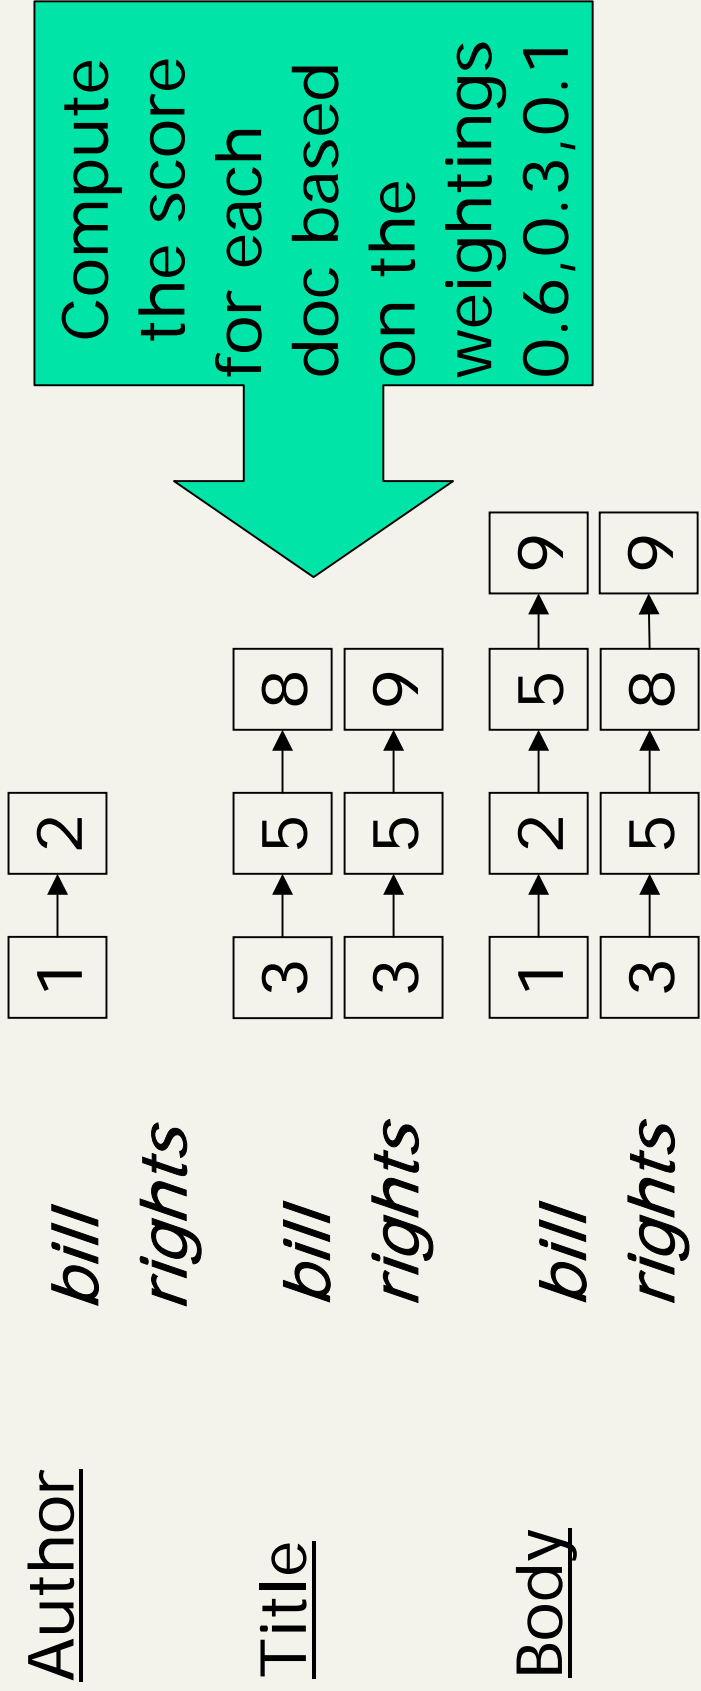 Author
bill
1 2
rights
Title
bill
3 5 8
rights
3 5 9
Body
bill
1 2 5 9
rights
3 5 8 9
Compute
the score
for each
doc based
on the
weightings
0.6,0.3,0.1